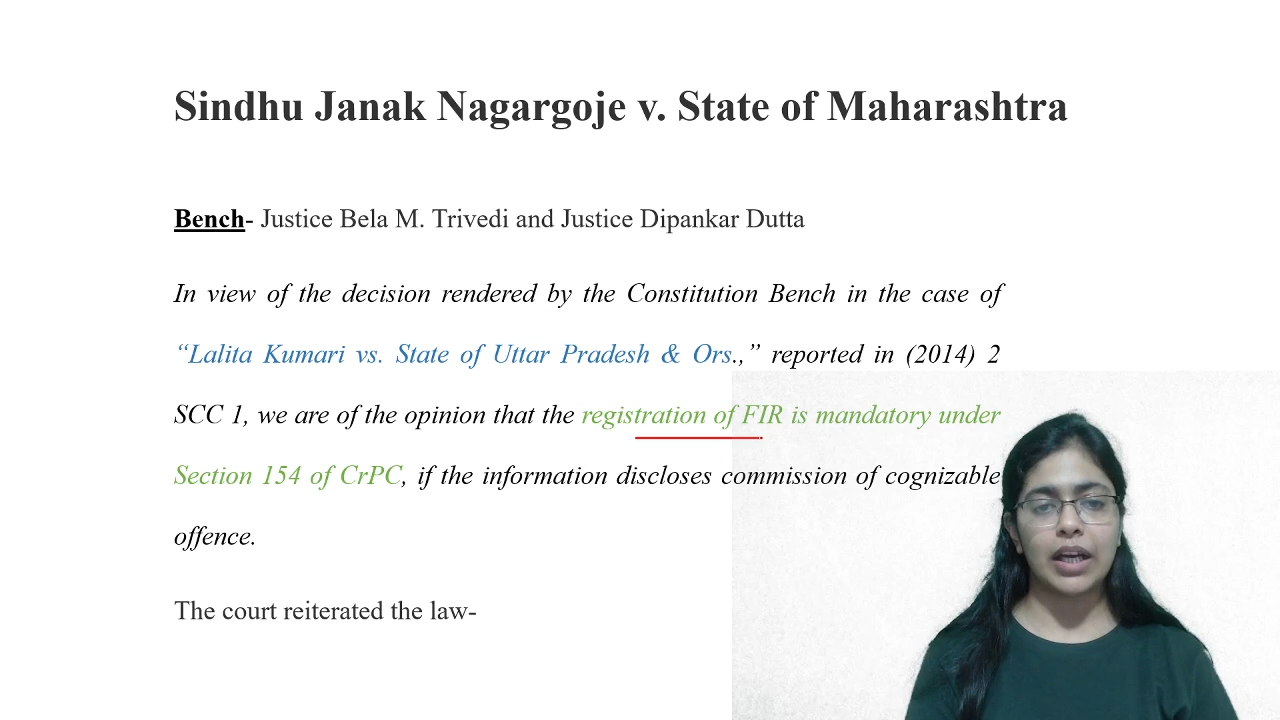 Sindhu Janak Nagargoje v. State of Maharashtra
Bench- Justice Bela M. Trivedi and Justice Dipankar Dutta
In view of the decision rendered by the Constitution Bench in the case of
“Lalita Kumari vs. State of Uttar Pradesh & Ors.,” reported in (2014) 2
SCC 1, we are of the opinion that the registration of FIR is mandatory under
Section 154 of CrPC, if the information discloses commission of cognizable
offence.
The court reiterated the law-